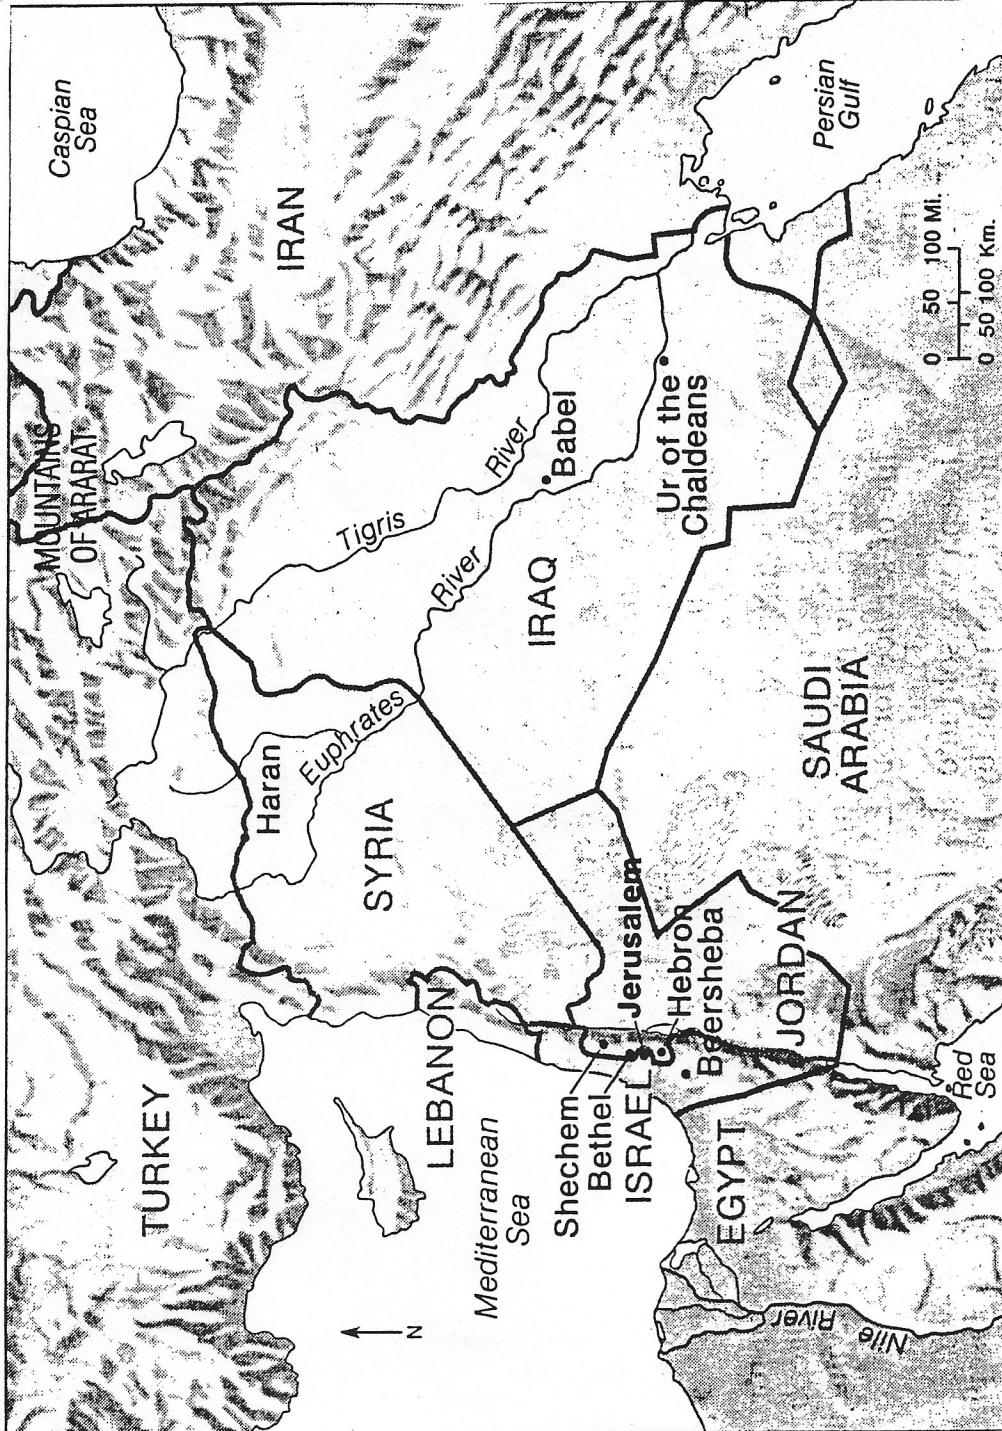 Caspian
Sea
MOUNTAINS
OF ARARAT
TURKEY
IRAN
Haran
Tigris
River
Euphrates
River
SYRIA
Babel
LEBANON
IRAQ
Mediterranean
Sea
Ur of the
Chaldeans
Persian
Gulf
Shechem
Bethel
ISRAEL
Jerusalem
Hebron
Beersheba
JORDAN
EGYPT
SAUDI
ARABIA
Nile
River
Red
Sea
N
0 50 100 Mi.
0 50 100 Km.